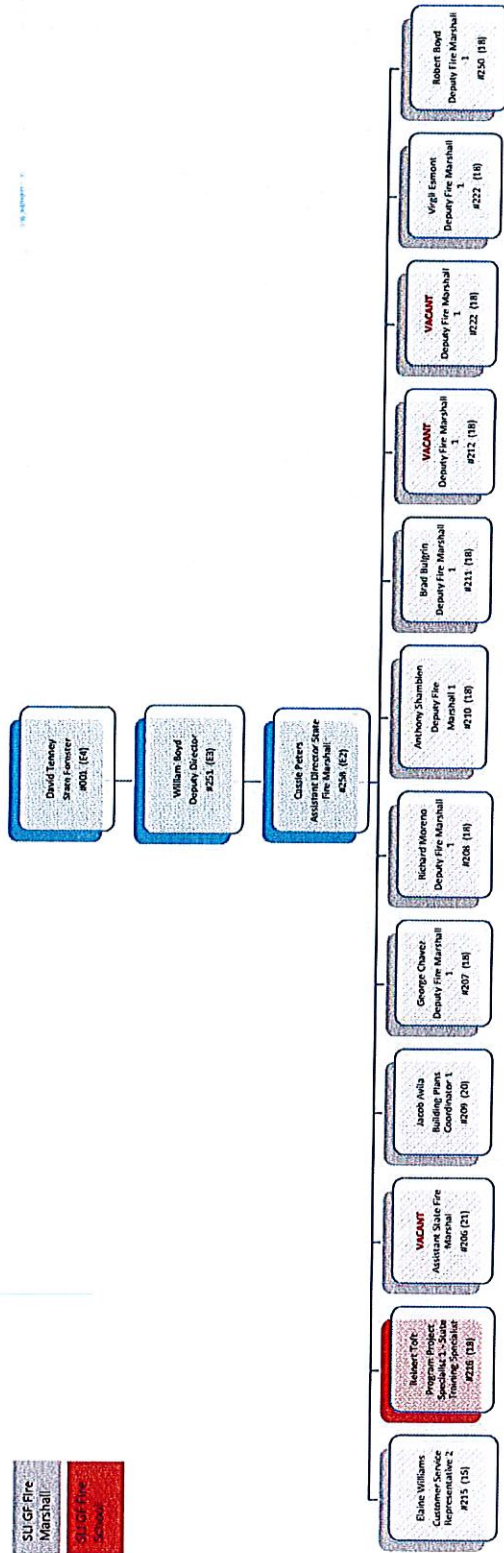 SLI GF Fire
Marshall
SLI GF Fire
School
David Tenney
#001 (E4)
William Boyd
Deputy Director
#251 (E3)
Cassie Peters
Assistant Director State
Fire Marshall
#258 (E2)
Elaine Williams
Customer Service
Representative 2
#215 (15)
Reinert Toft
Program Project
Specialist 1 - State
Training Specialist
#216 (18)
VACANT
Assistant State Fire
Marshal
#206 (21)
Jacob Avila
Building Plans
Coordinator 1
#209 (20)
George Chavez
Deputy Fire Marshall
1
#207 (18)
Richard Moreno
Deputy Fire Marshall
1
#208 (18)
Anthony Shamblen
Deputy Fire
Marshall 1
#210 (18)
Brad Bulgrin
Deputy Fire Marshall
1
#211 (18)
VACANT
Deputy Fire Marshall
1
#212 (18)
VACANT
Deputy Fire Marshall
1
#222 (18)
Virgil Esmont
Deputy Fire Marshall
1
#222 (18)
Robert Boyd
Deputy Fire Marshall
1
#250 (18)